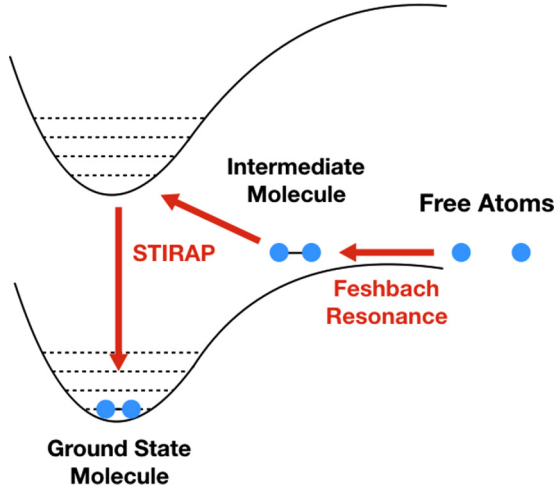 Intermediate
Molecule
Free Atoms
STIRAP
Feshbach
Resonance
Ground State
Molecule